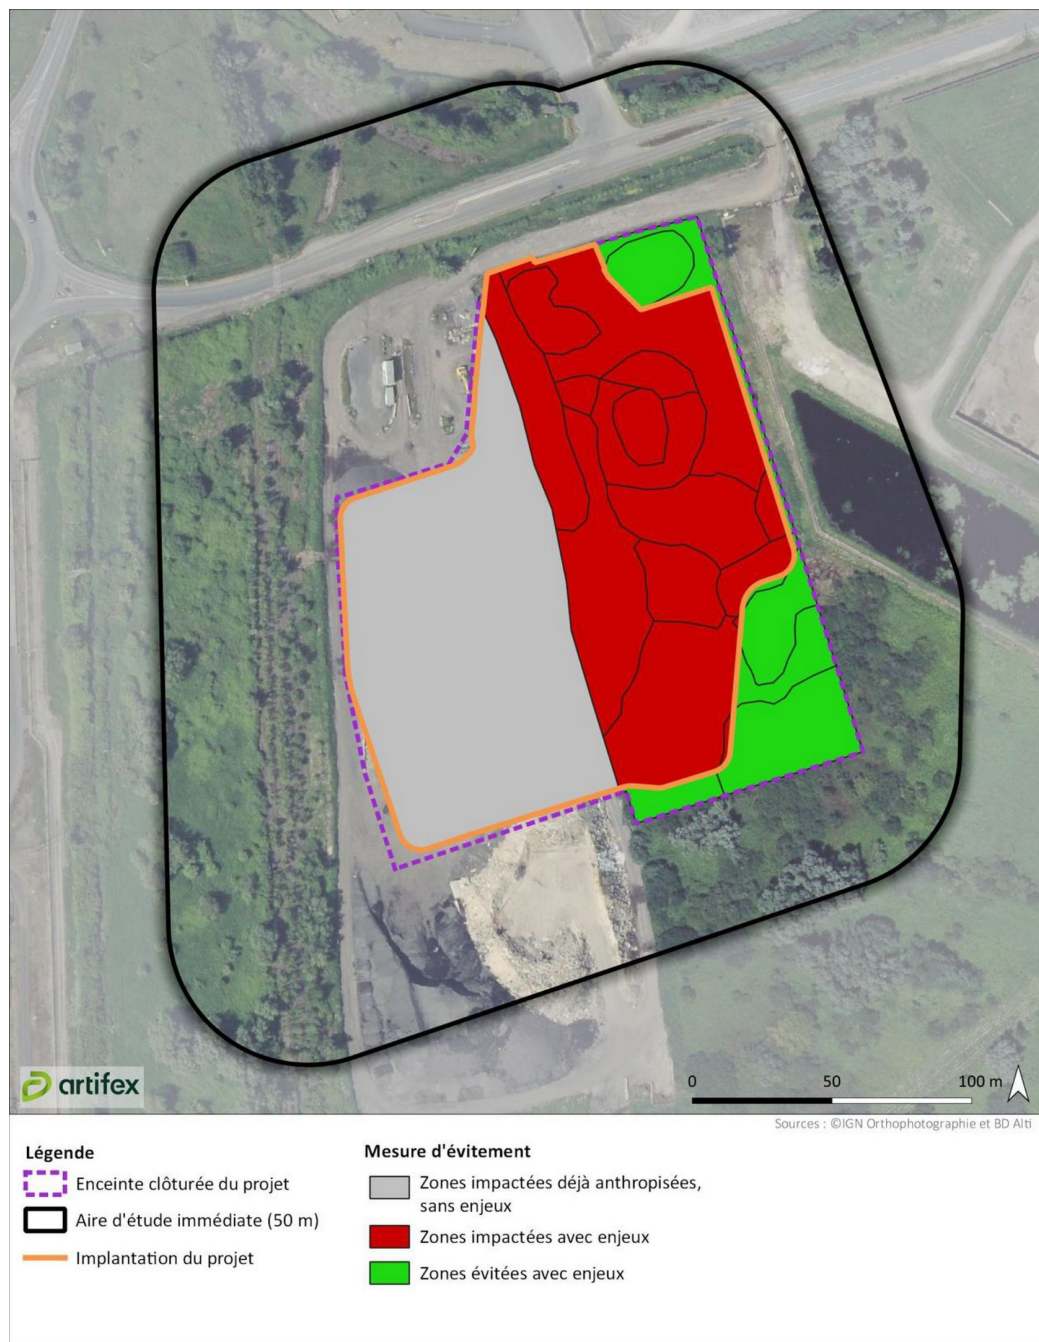 artifex
0 50 100 m
Sources : ©IGN Orthophotographie et BD Alti
Légende
Enceinte clôturée du projet
Aire d'étude immédiate (50 m)
Implantation du projet
Mesure d'évitement
Zones impactées déjà anthropisées,
sans enjeux
Zones impactées avec enjeux
Zones évitées avec enjeux